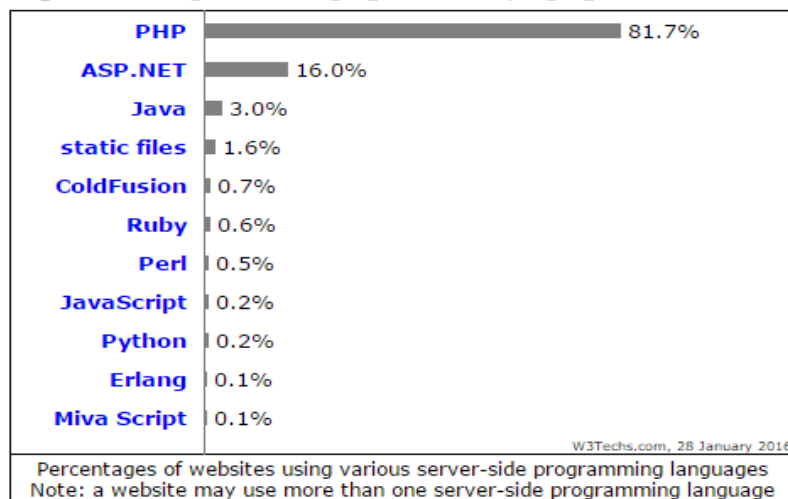 PHP 81.7%
ASP.NET 16.0%
Java 3.0%
static files 1.6%
ColdFusion 0.7%
Ruby 0.6%
Perl 0.5%
JavaScript 0.2%
Python 0.2%
Erlang 0.1%
Miva Script 0.1%
W3Techs.com, 28 January 2016
Percentages of websites using various server-side programming languages
Note: a website may use more than one server-side programming language